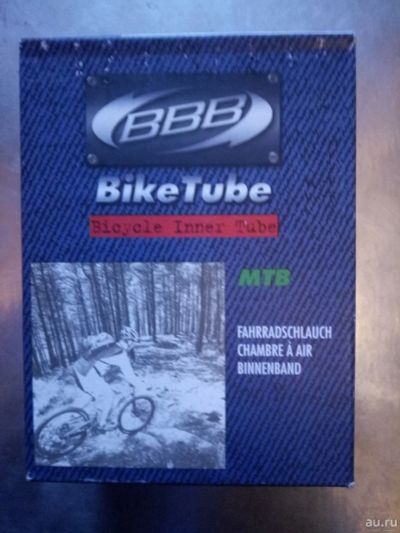 BBB
BikeTube
Bicycle Inner Tube
MTB
FAHRRADSCHLAUCH
CHAMBRE À AIR
BINNENBAND
au.ru